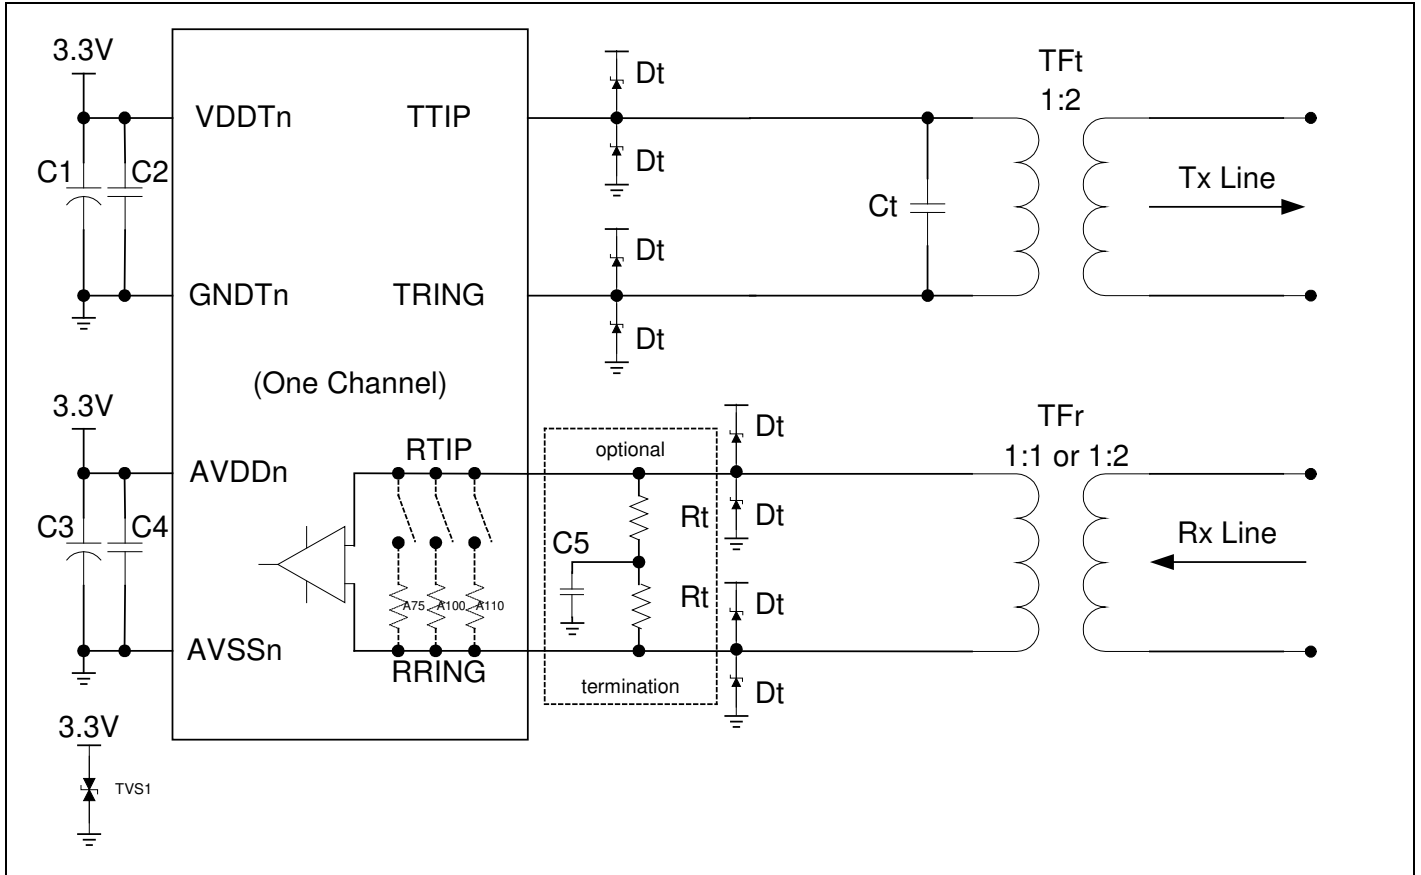 3.3V
VDDTn
TTIP
C1
C2
GNDTn
TRING
(One Channel)
3.3V
AVDDn
RTIP
C3
C4
AVSSn
RRING
A75
A100
A110
3.3V
TVS1
Dt
Dt
Dt
Dt
Ct
TFt
1:2
Tx Line
optional
C5
Rt
Rt
termination
Dt
Dt
Dt
Dt
TFr
1:1 or 1:2
Rx Line